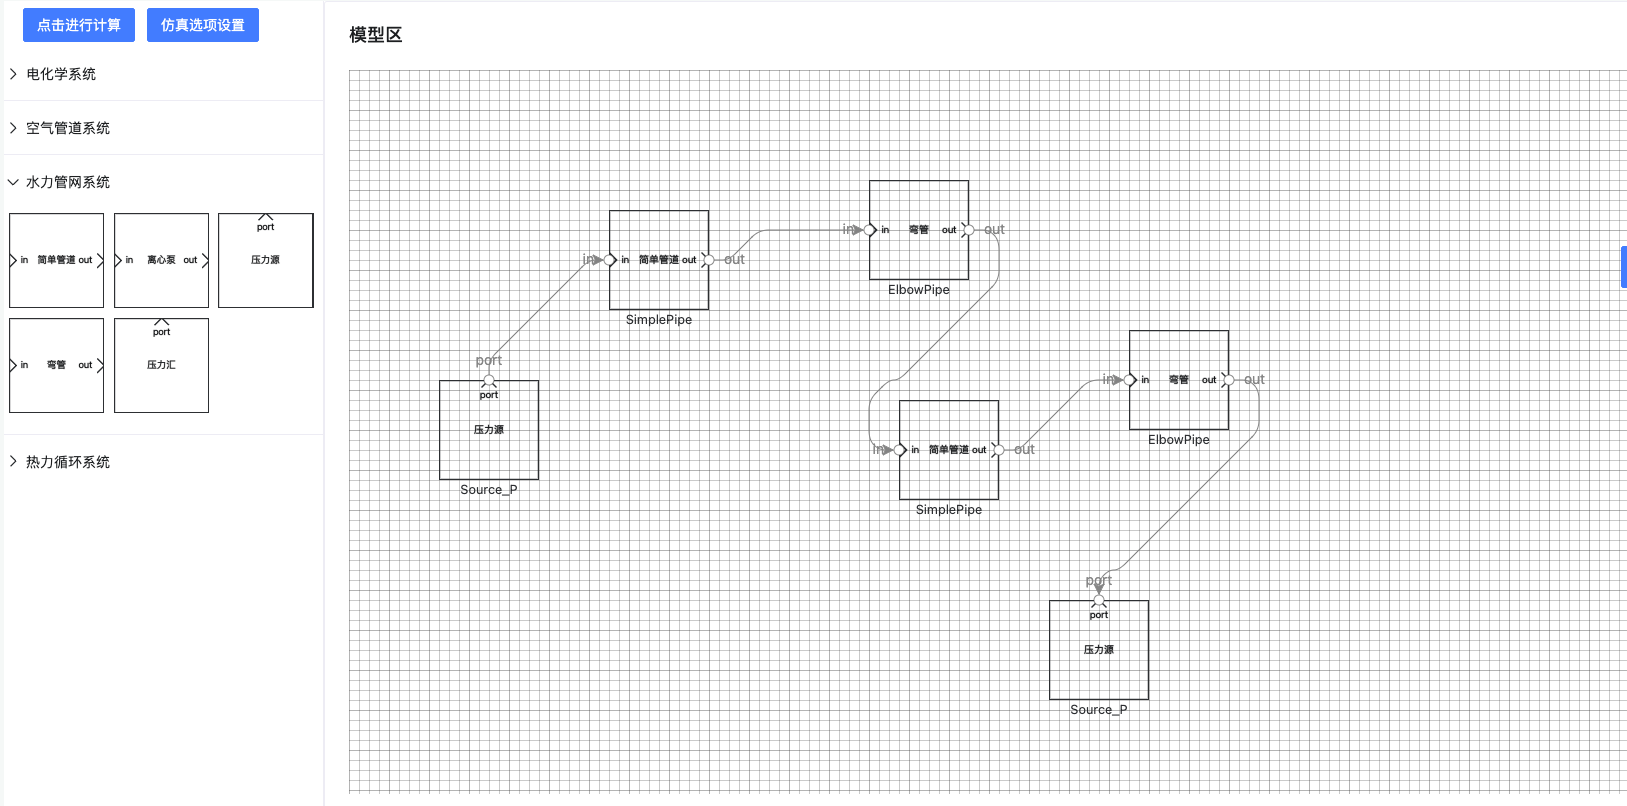 点击进行计算 仿真选项设置
电化学系统
空气管道系统
水力管网系统
in 简单管道 out
in 离心泵 out
port
压力源
in 弯管 out
port
压力汇
热力循环系统
模型区
in in 弯管 out out
ElbowPipe
in in 简单管道 out out
SimplePipe
port
port
压力源
Source_P
in in 弯管 out out
ElbowPipe
in in 简单管道 out out
SimplePipe
port
port
压力源
Source_P